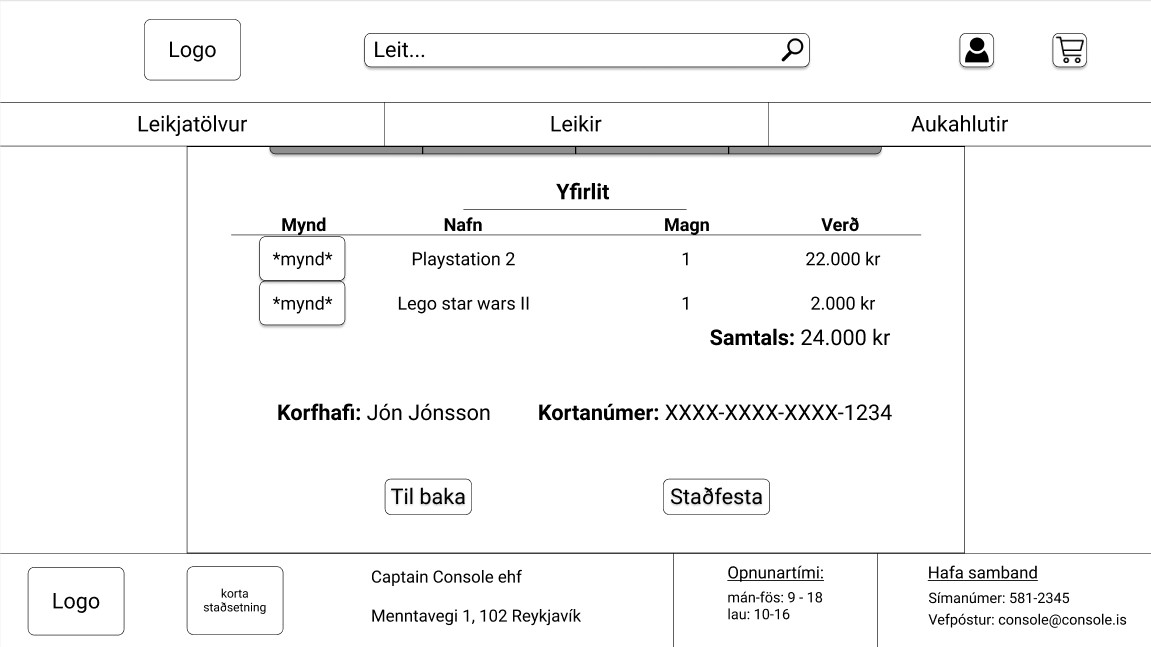 Logo
Leit...
Leikjatölvur
Leikir
Aukahlutir
Yfirlit
Mynd Nafn Magn Verð
*mynd* Playstation 2 1 22.000 kr
*mynd* Lego star wars II 1 2.000 kr
Samtals: 24.000 kr
Korfhafi: Jón Jónsson Kortanúmer: XXXX-XXXX-XXXX-1234
Til baka
Staðfesta
Logo
korta
staðsetning
Captain Console ehf
Menntavegi 1, 102 Reykjavík
Opnunartími:
mán-fös: 9 - 18
lau: 10-16
Hafa samband
Símanúmer: 581-2345
Vefpóstur: console@console.is